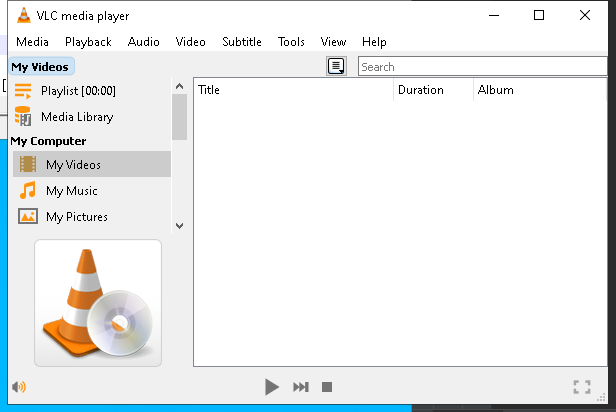 VLC media player
Media Playback Audio Video Subtitle Tools View Help
My Videos
Search
Playlist [00:00]
Media Library
My Computer
My Videos
My Music
My Pictures
Title Duration Album